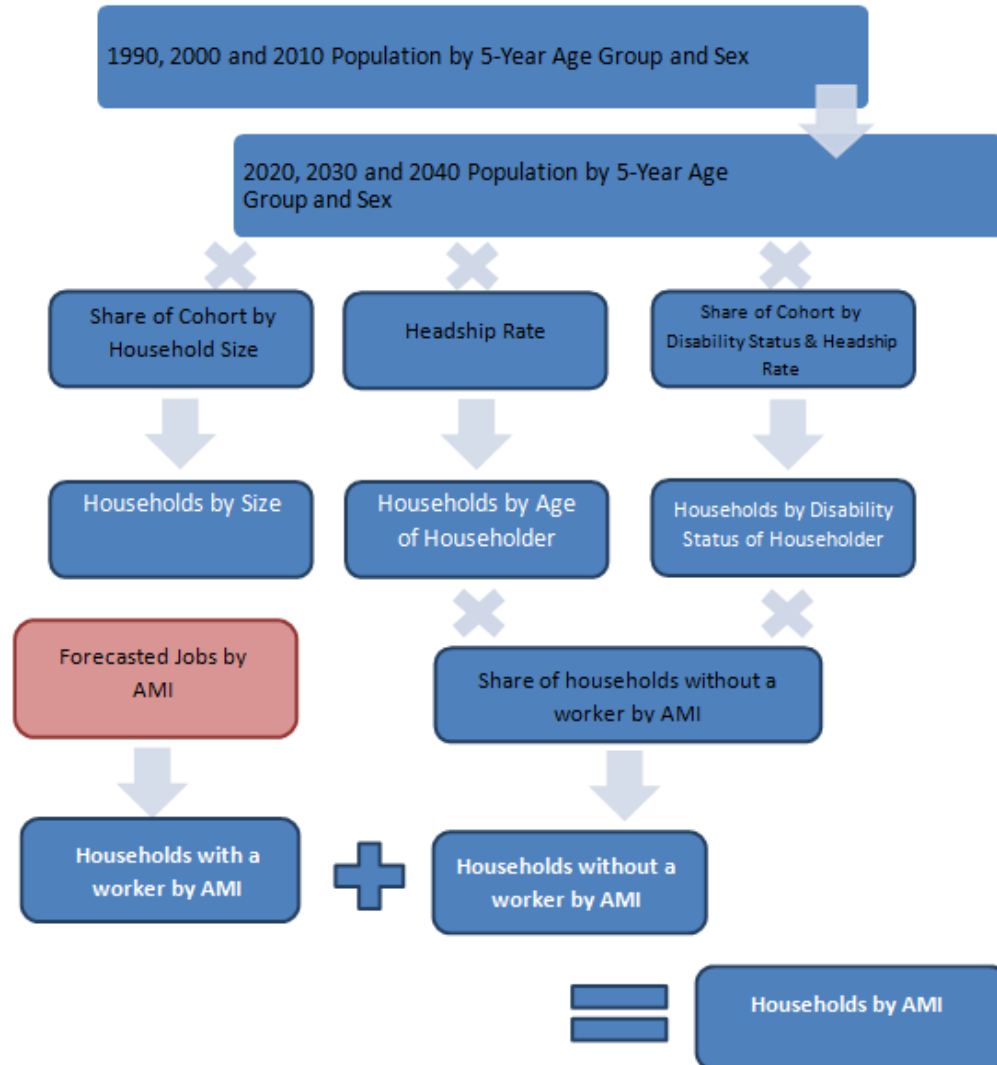 1990, 2000 and 2010 Population by 5-Year Age Group and Sex
2020, 2030 and 2040 Population by 5-Year Age
Group and Sex
Share of Cohort by
Household Size
Headship Rate
Share of Cohort by
Disability Status & Headship
Rate
Households by Size
Households by Age
of Householder
Households by Disability
Status of Householder
Forecasted Jobs by
AMI
Share of households without a
worker by AMI
Households with a
worker by AMI
Households without a
worker by AMI
Households by AMI